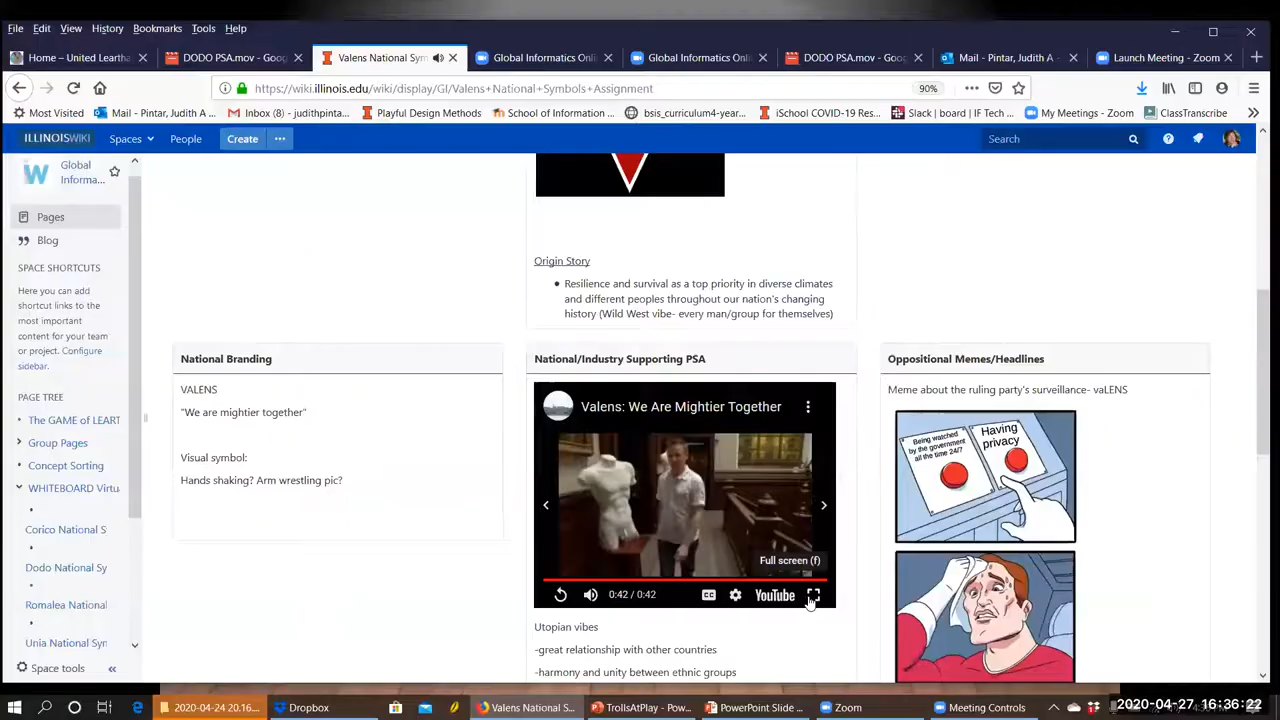 File Edit View History Bookmarks Tools Help
Home – United Leartha
DODO PSA.mov - Goog
Valens National Sym
Global Informatics Onli
Global Informatics Onl
DODO PSA.mov - Goog
Mail - Pintar, Judith A
Launch Meeting - Zoom
https://wiki.illinois.edu/wiki/display/GI/Valens+National+Symbols+Assignment
90%
Most Visited
Mail - Pintar, Judith A...
Inbox (8) - judithpinta...
Playful Design Methods
School of Information ...
bsis_curriculum4-year...
iSchool COVID-19 Res...
Slack | board | IF Tech ...
My Meetings - Zoom
ClassTranscribe
ILLINOIS WIKI Spaces People Create ... Search
Global
Informa...
Pages
Blog
SPACE SHORTCUTS
Here you can add
shortcut links to the
most important
content for your team
or project. Configure
sidebar.
PAGE TREE
The GAME of LEART
Group Pages
Concept Sorting
WHITEBOARD Virtu
Corico National S
Dodo National Sy
Romalea National
Unia National Sym
Space tools
Origin Story
• Resilience and survival as a top priority in diverse climates
and different peoples throughout our nation's changing
history (Wild West vibe- every man/group for themselves)
National Branding
VALENS
"We are mightier together"
Visual symbol:
Hands shaking? Arm wrestling pic?
National/Industry Supporting PSA
Valens: We Are Mightier Together
Full screen (f)
0:42 / 0:42
CC
YouTube
Utopian vibes
-great relationship with other countries
-harmony and unity between ethnic groups
Oppositional Memes/Headlines
Meme about the ruling party's surveillance- vaLENS
Being watched
by the government
all the time 24/7
Having
privacy
2020-04-24 20.16....
Dropbox
Valens National S...
TrollsAtPlay - Pow...
PowerPoint Slide ...
Zoom
Meeting Controls
2020-04-27 16:36:22